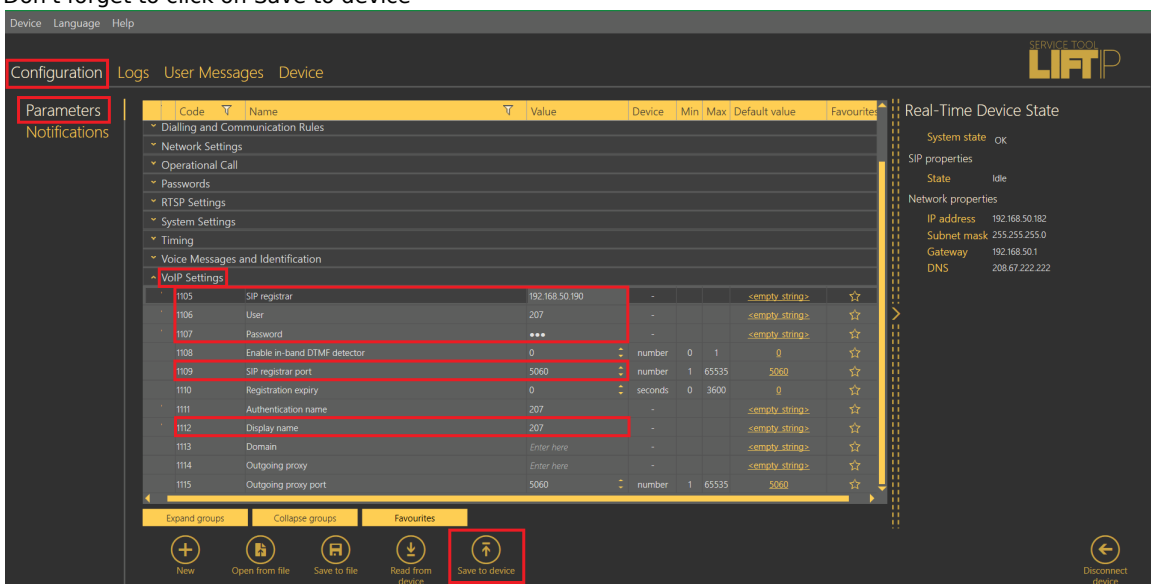 Don't forget to click on Save to device
Device Language Help
SERVICE TOOL
LIFTIP
Configuration Logs User Messages Device
Parameters
Notifications
Code Name Value Device Min Max Default value Favourites
Dialling and Communication Rules
Network Settings
Operational Call
Passwords
RTSP Settings
System Settings
Timing
Voice Messages and Identification
VoIP Settings
1105 SIP registrar 192.168.50.190 - <empty string>
1106 User 207 - <empty string>
1107 Password ••• - <empty string>
1108 Enable in-band DTMF detector 0 number 0 1 0
1109 SIP registrar port 5060 number 1 65535 5060
1110 Registration expiry 0 seconds 0 3600 0
1111 Authentication name 207 - <empty string>
1112 Display name 207 - <empty string>
1113 Domain Enter here - <empty string>
1114 Outgoing proxy Enter here - <empty string>
1115 Outgoing proxy port 5060 number 1 65535 5060
Expand groups Collapse groups Favourites
New Open from file Save to file Read from device Save to device
Real-Time Device State
System state OK
SIP properties
State Idle
Network properties
IP address 192.168.50.182
Subnet mask 255.255.255.0
Gateway 192.168.50.1
DNS 208.67.222.222
Disconnect device